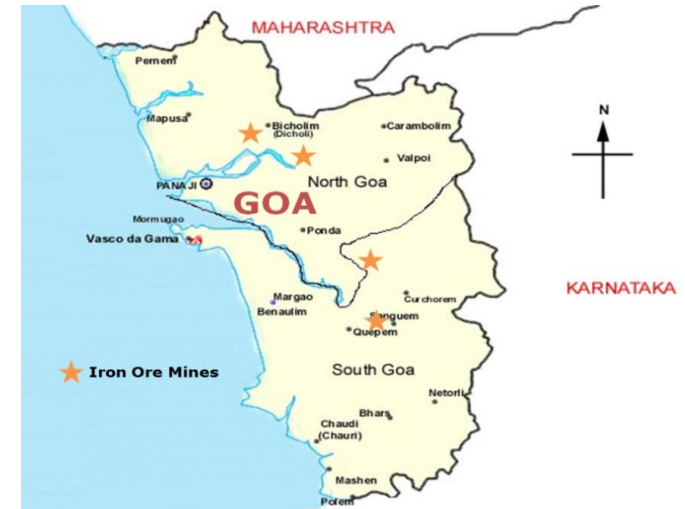 MAHARASHTRA
Pernem
N
Mapusa
Bicholim
(Dicholi)
Carambolim
Valpoi
PANAJI
North Goa
GOA
Mormugao
Ponda
Vasco da Gama
KARNATAKA
Margao
Curchorem
Benaulim
Sanguem
Quepem
Iron Ore Mines
South Goa
Netorli
Bhars
Chaudi
(Chauri)
Mashen
Polem